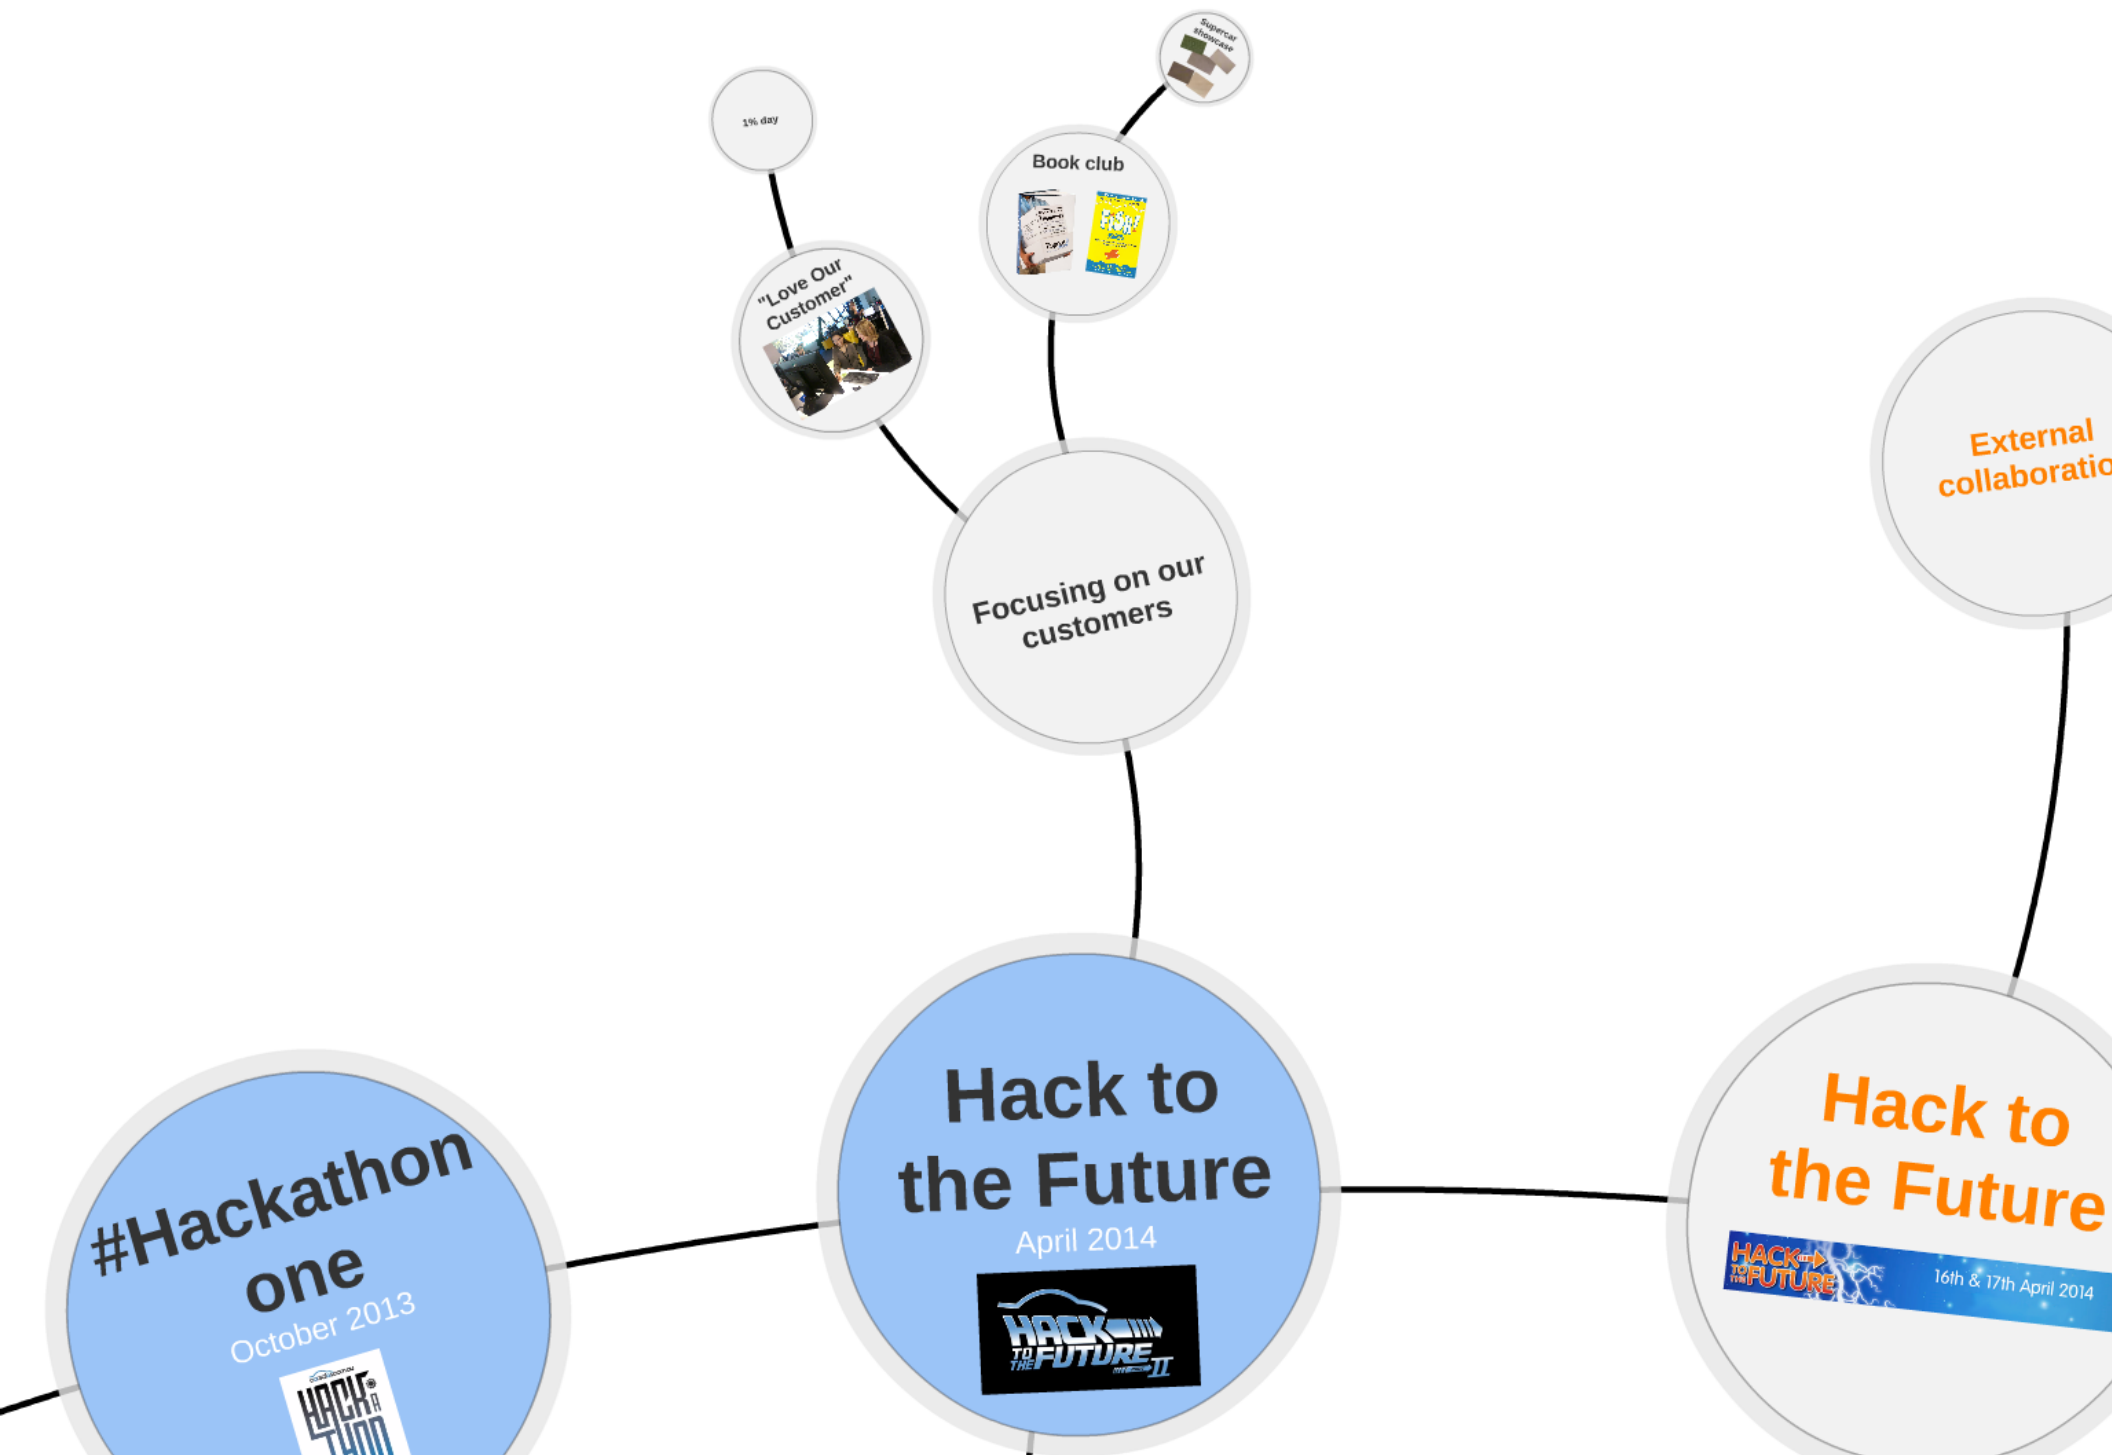 Supercar
showcase
1% day
Book club
"Love Our
Customer"
External
collaboratio
Focusing on our
customers
Hack to
the Future
April 2014
HACK
TO THE FUTURE
II
Hack to
the Future
HACK
TO THE FUTURE
16th & 17th April 2014
#Hackathon
one
October 2013
HACK
A
THON